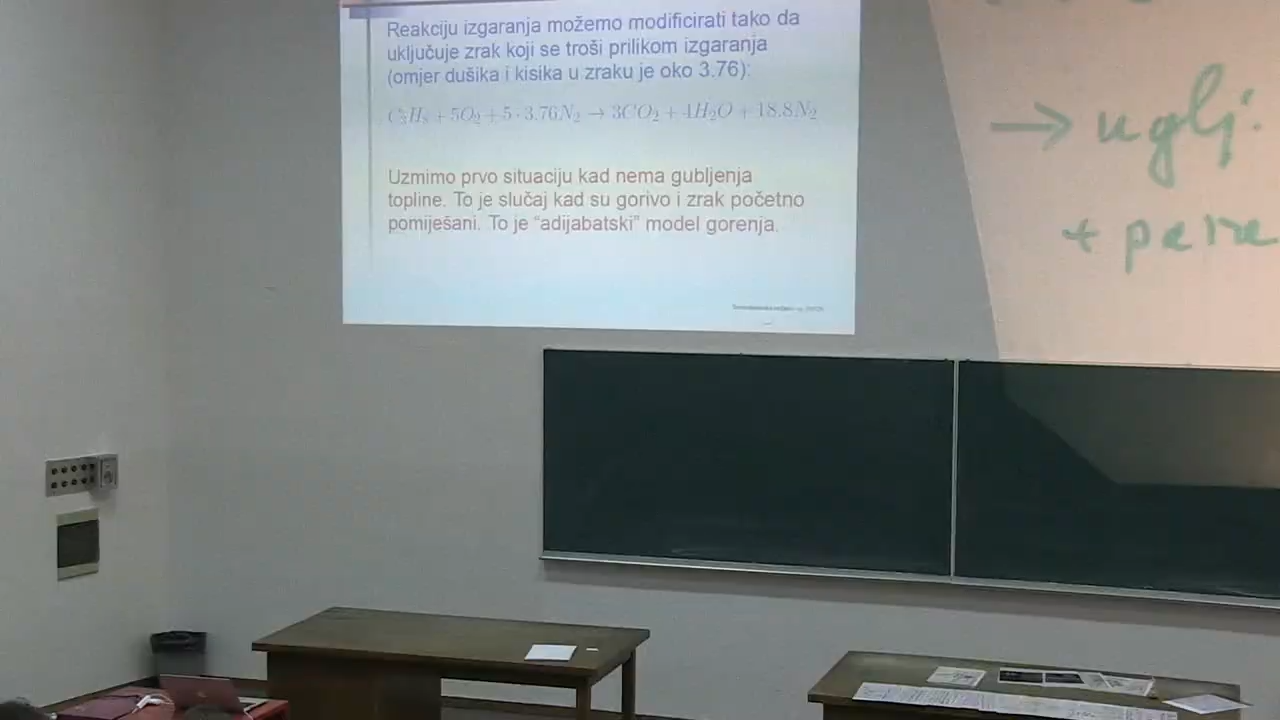 Reakciju izgaranja možemo modificirati tako da
uključuje zrak koji se troši prilikom izgaranja
(omjer dušika i kisika u zraku je oko 3.76):
C₃H₈ + 5O₂ + 5 · 3.76N₂ → 3CO₂ + 4H₂O + 18.8N₂
Uzmimo prvo situaciju kad nema gubljenja
topline. To je slučaj kad su gorivo i zrak početno
pomiješani. To je “adijabatski” model gorenja.
→ uglj.
+